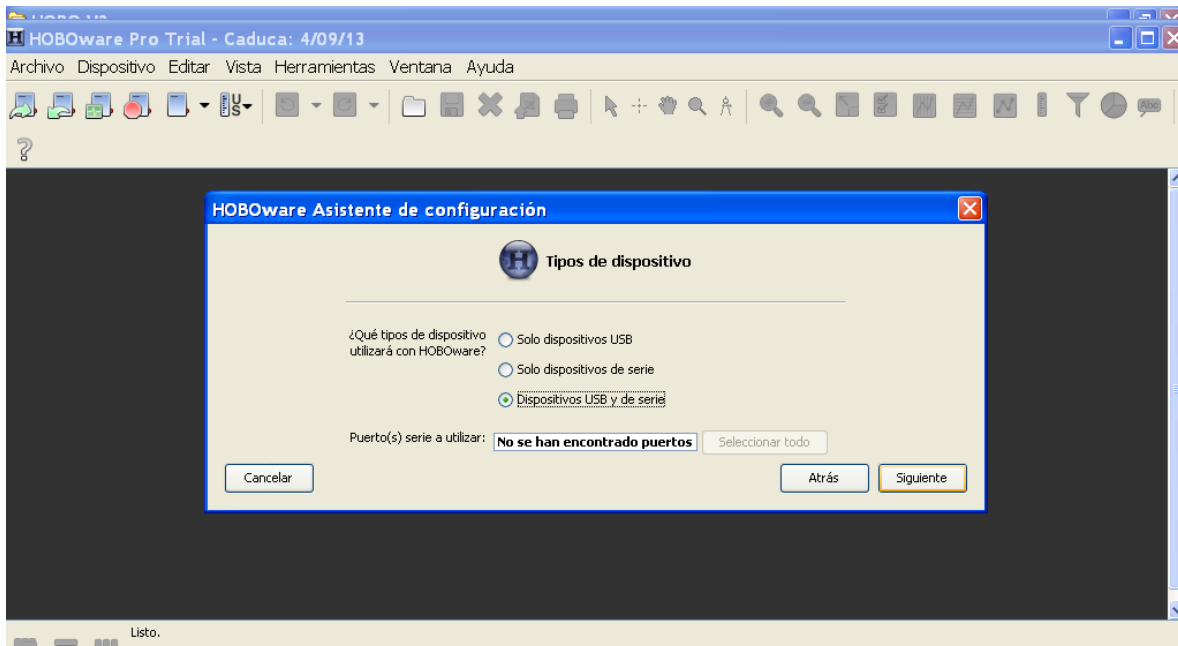 HOBOware Pro Trial - Caduca: 4/09/13
Archivo Dispositivo Editar Vista Herramientas Ventana Ayuda
US
Abc
HOBOware Asistente de configuración
Tipos de dispositivo
¿Qué tipos de dispositivo
utilizará con HOBOware?
Solo dispositivos USB
Solo dispositivos de serie
Dispositivos USB y de serie
Puerto(s) serie a utilizar:
No se han encontrado puertos
Seleccionar todo
Cancelar
Atrás
Siguiente
Listo.